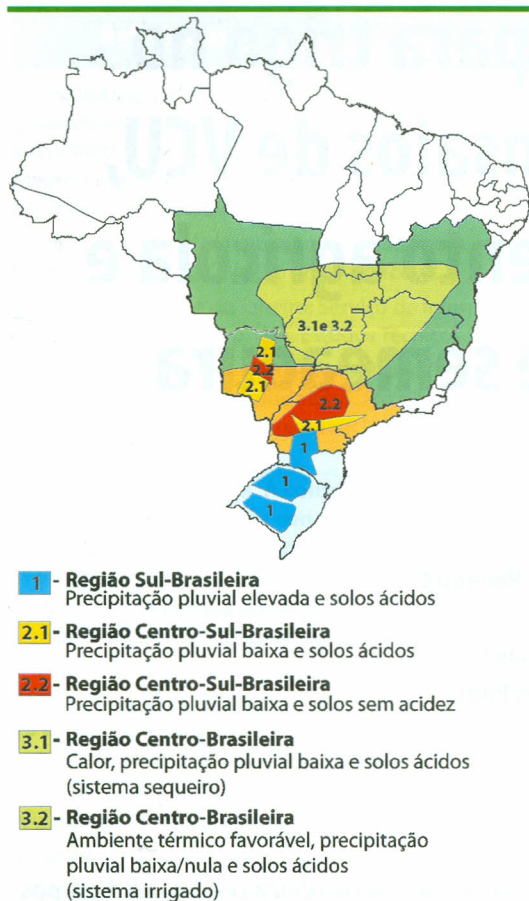 3.1 e 3.2
2.1
2.2
2.1
2.2
2.1
1
1
1
1 - Região Sul-Brasileira
Precipitação pluvial elevada e solos ácidos
2.1 - Região Centro-Sul-Brasileira
Precipitação pluvial baixa e solos ácidos
2.2 - Região Centro-Sul-Brasileira
Precipitação pluvial baixa e solos sem acidez
3.1 - Região Centro-Brasileira
Calor, precipitação pluvial baixa e solos ácidos
(sistema sequeiro)
3.2 - Região Centro-Brasileira
Ambiente térmico favorável, precipitação
pluvial baixa/nula e solos ácidos
(sistema irrigado)